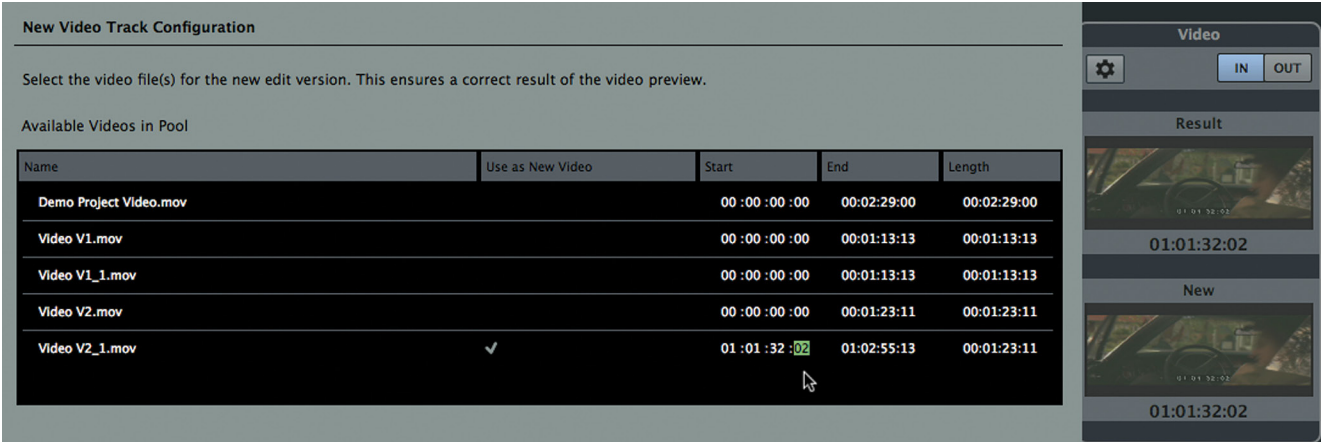 New Video Track Configuration
Select the video file(s) for the new edit version. This ensures a correct result of the video preview.
Available Videos in Pool
Name Use as New Video Start End Length
Demo Project Video.mov 00 :00 :00 :00 00:02:29:00 00:02:29:00
Video V1.mov 00 :00 :00 :00 00:01:13:13 00:01:13:13
Video V1_1.mov 00 :00 :00 :00 00:01:13:13 00:01:13:13
Video V2.mov 00 :00 :00 :00 00:01:23:11 00:01:23:11
Video V2_1.mov 01 :01 :32 :02 01:02:55:13 00:01:23:11
Video
IN OUT
Result
01:01:32:02
01:01:32:02
New
01:01:32:02
01:01:32:02